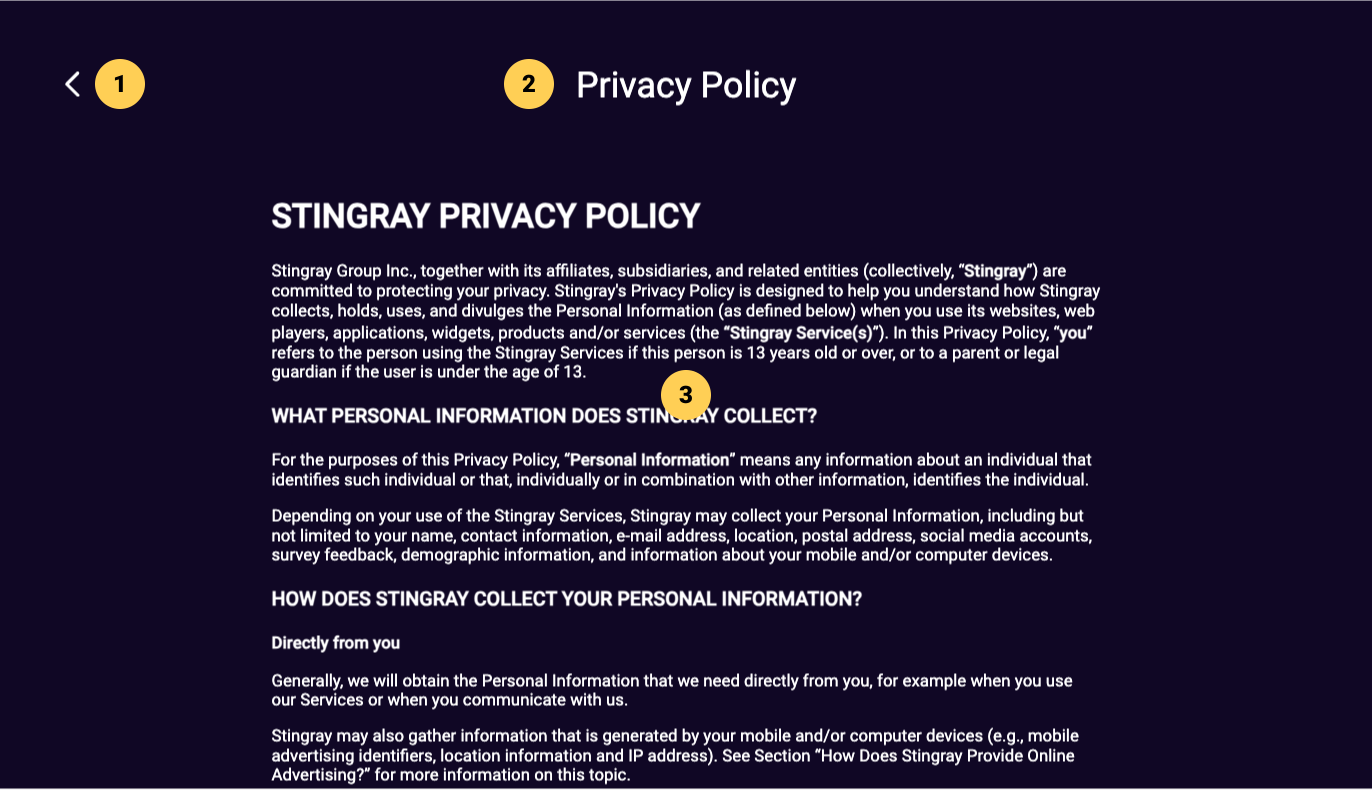 1
2 Privacy Policy
STINGRAY PRIVACY POLICY
Stingray Group Inc., together with its affiliates, subsidiaries, and related entities (collectively, “Stingray”) are
committed to protecting your privacy. Stingray's Privacy Policy is designed to help you understand how Stingray
collects, holds, uses, and divulges the Personal Information (as defined below) when you use its websites, web
players, applications, widgets, products and/or services (the “Stingray Service(s)”). In this Privacy Policy, “you”
refers to the person using the Stingray Services if this person is 13 years old or over, or to a parent or legal
guardian if the user is under the age of 13.
3
WHAT PERSONAL INFORMATION DOES STINGRAY COLLECT?
For the purposes of this Privacy Policy, “Personal Information” means any information about an individual that
identifies such individual or that, individually or in combination with other information, identifies the individual.
Depending on your use of the Stingray Services, Stingray may collect your Personal Information, including but
not limited to your name, contact information, e-mail address, location, postal address, social media accounts,
survey feedback, demographic information, and information about your mobile and/or computer devices.
HOW DOES STINGRAY COLLECT YOUR PERSONAL INFORMATION?
Directly from you
Generally, we will obtain the Personal Information that we need directly from you, for example when you use
our Services or when you communicate with us.
Stingray may also gather information that is generated by your mobile and/or computer devices (e.g., mobile
advertising identifiers, location information and IP address). See Section “How Does Stingray Provide Online
Advertising?” for more information on this topic.